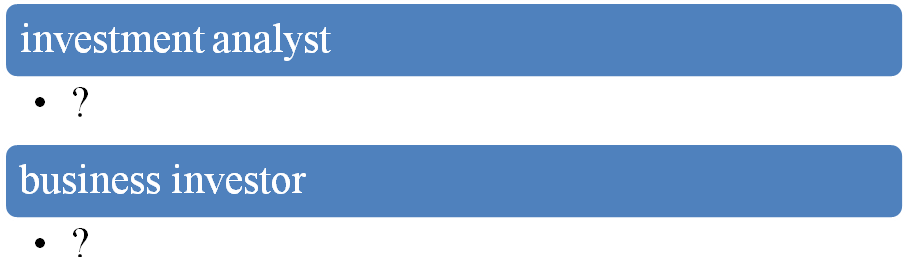 investment analyst
• ?
business investor
• ?